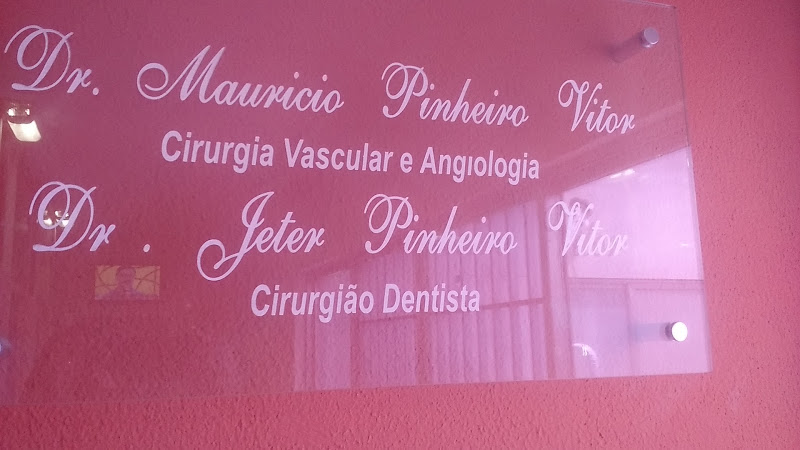 Dr. Mauricio Pinheiro Vitor
Cirurgia Vascular e Angiologia
Dr. Jeter Pinheiro Vitor
Cirurgião Dentista